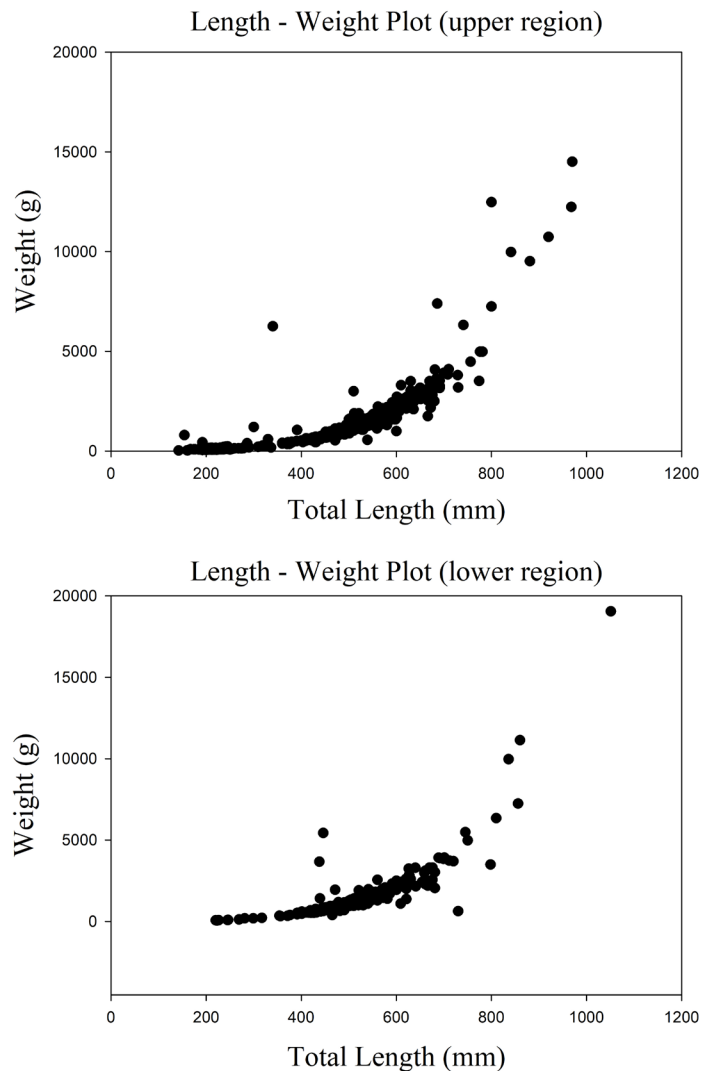 Length - Weight Plot (upper region)
20000
15000
10000
5000
0
0 200 400 600 800 1000 1200
Weight (g)
Total Length (mm)
Length - Weight Plot (lower region)
20000
15000
10000
5000
0
0 200 400 600 800 1000 1200
Weight (g)
Total Length (mm)